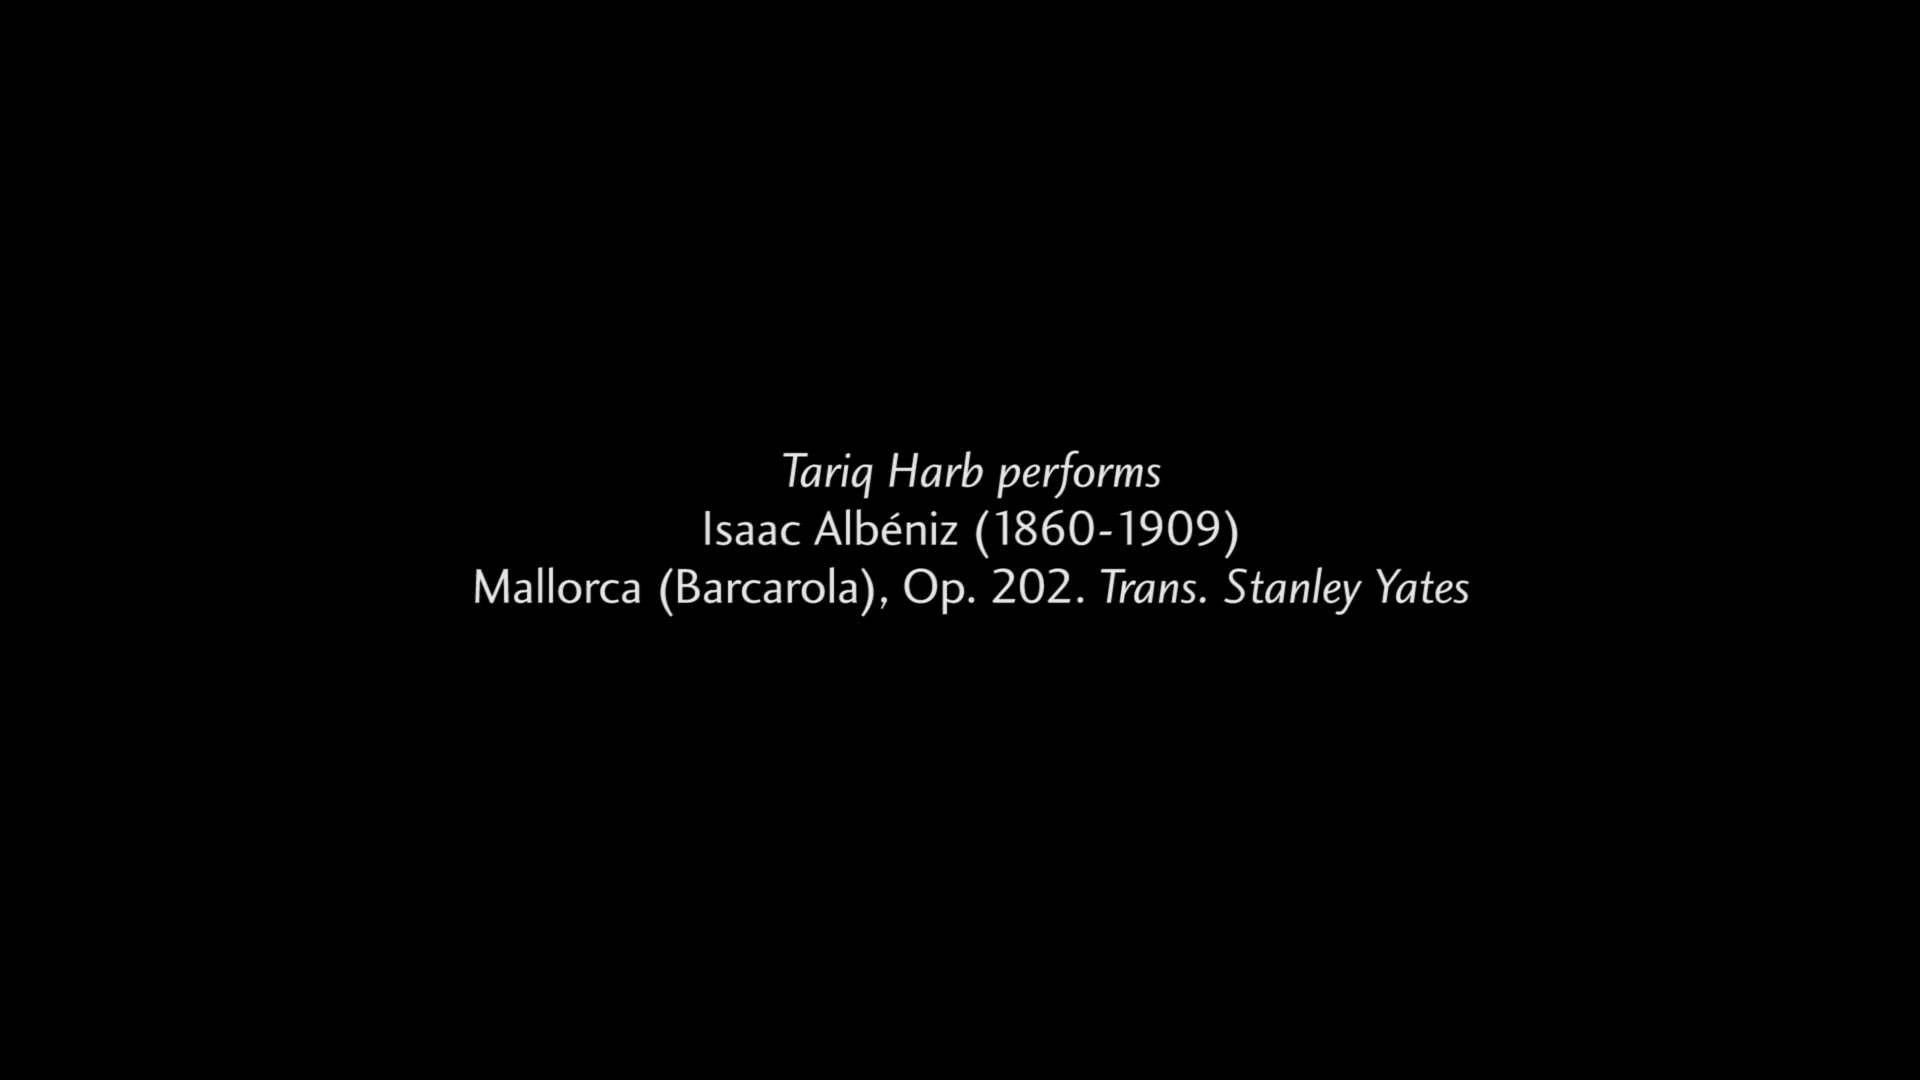 Tariq Harb performs
Isaac Albéniz (1860-1909)
Mallorca (Barcarola), Op. 202. Trans. Stanley Yates